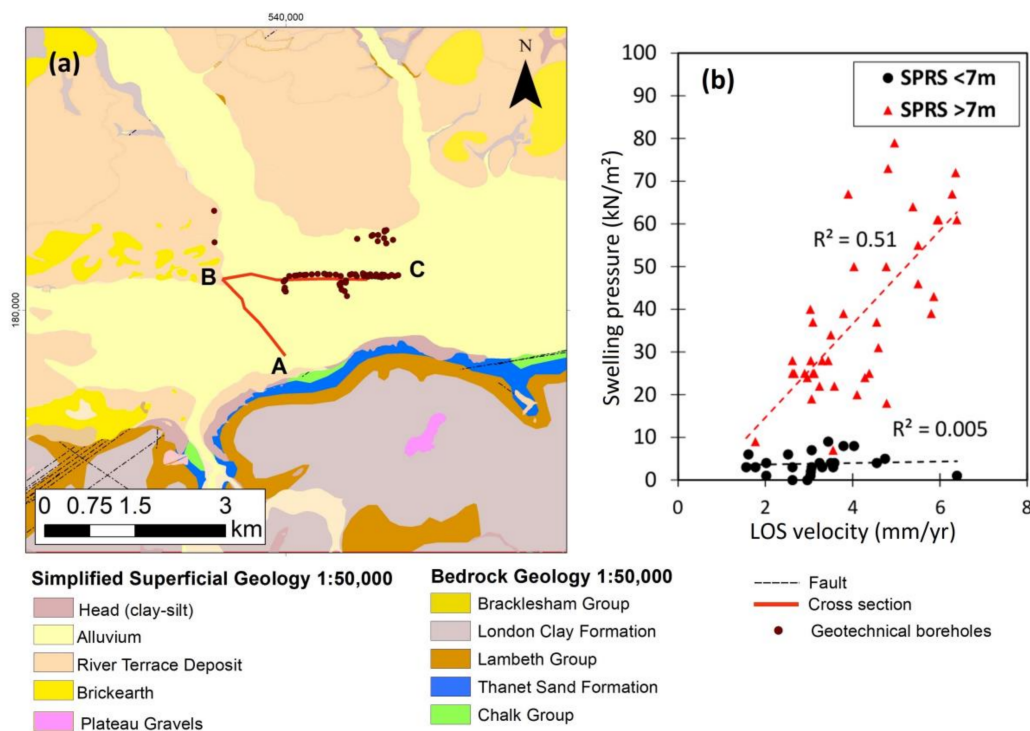 540,000
(a)
N
B
C
180,000
A
0 0.75 1.5 3
km
(b)
100
90
80
70
60
50
40
30
20
10
0
Swelling pressure (kN/m²)
SPRS <7m
SPRS >7m
R² = 0.51
R² = 0.005
0 2 4 6 8
LOS velocity (mm/yr)
Simplified Superficial Geology 1:50,000
Head (clay-silt)
Alluvium
River Terrace Deposit
Brickearth
Plateau Gravels
Bedrock Geology 1:50,000
Bracklesham Group
London Clay Formation
Lambeth Group
Thanet Sand Formation
Chalk Group
Fault
Cross section
Geotechnical boreholes